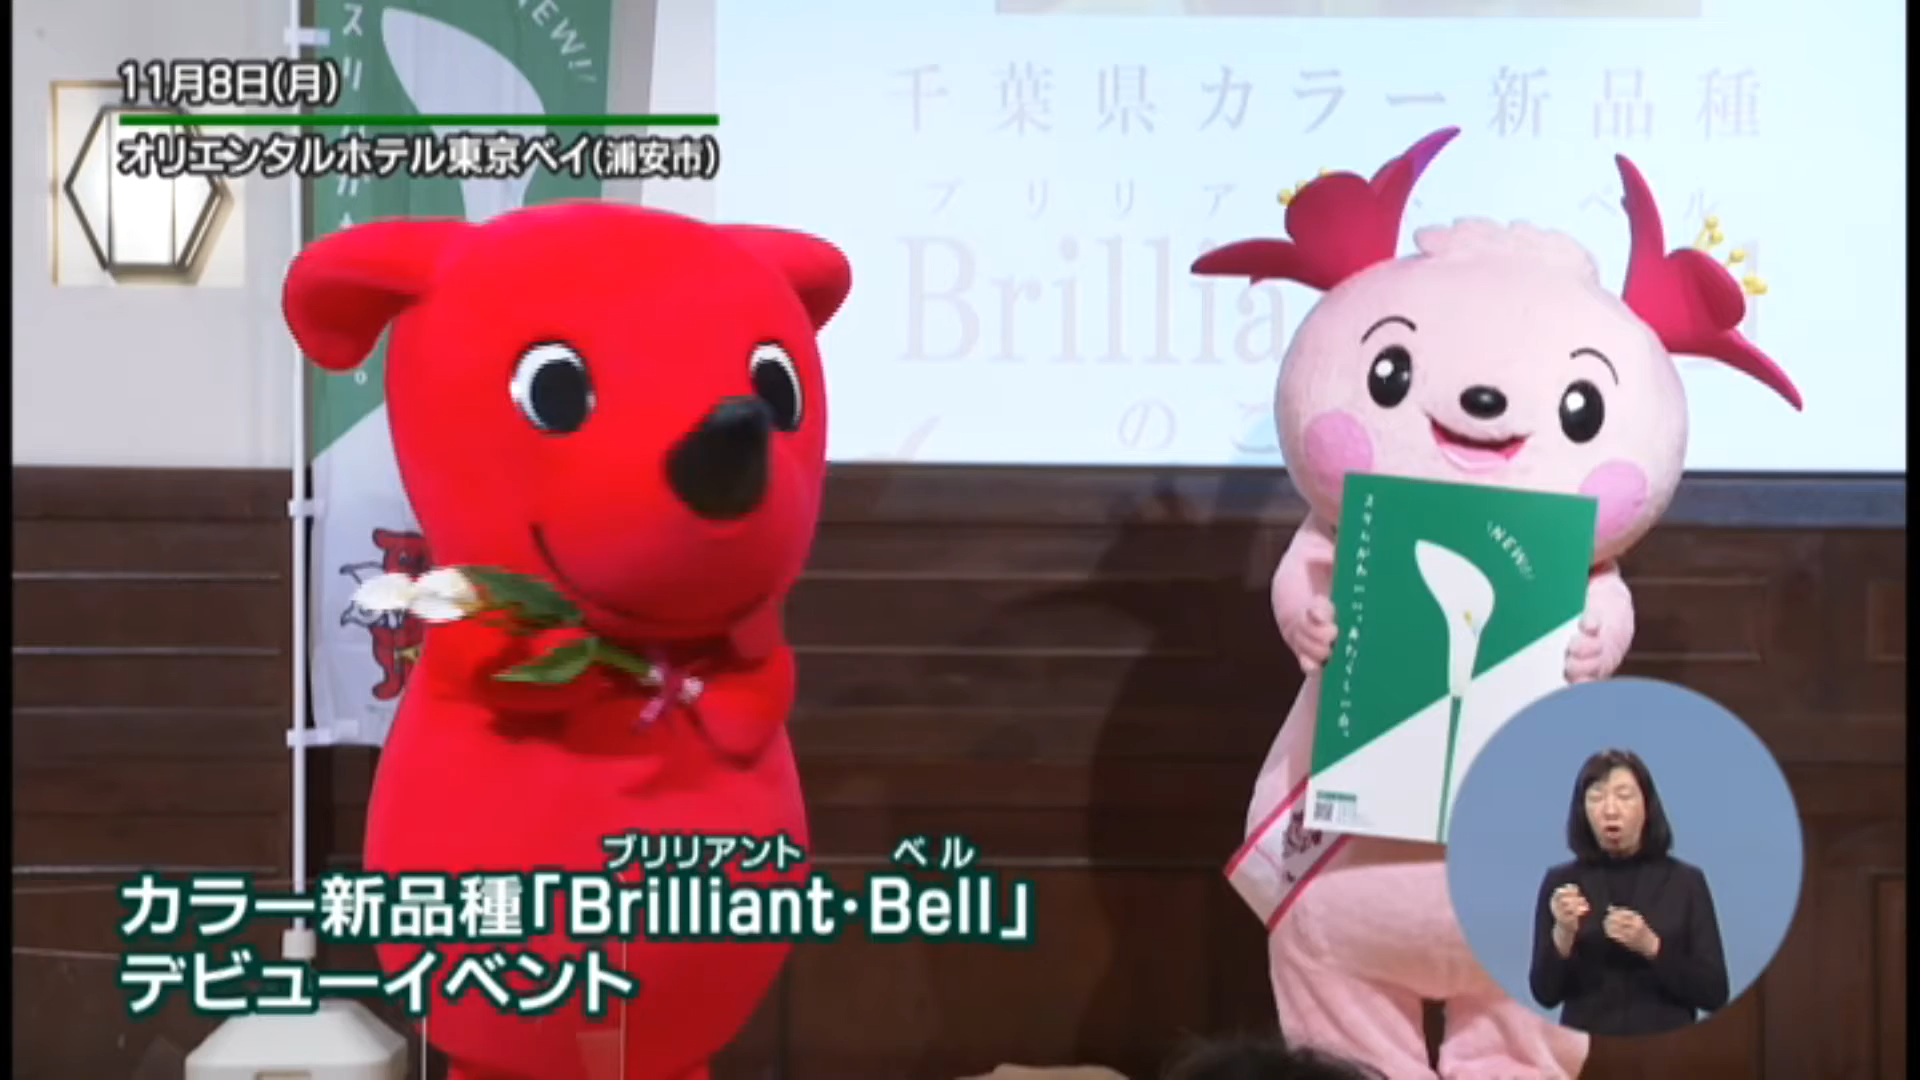 11月8日(月)
オリエンタルホテル東京ベイ(浦安市)
NEW!!
千葉県カラー新品種
ブリリア
ベル
Brillia
のご
NEW!!
ブリリアント ベル
カラー新品種「Brilliant・Bell」
デビューイベント